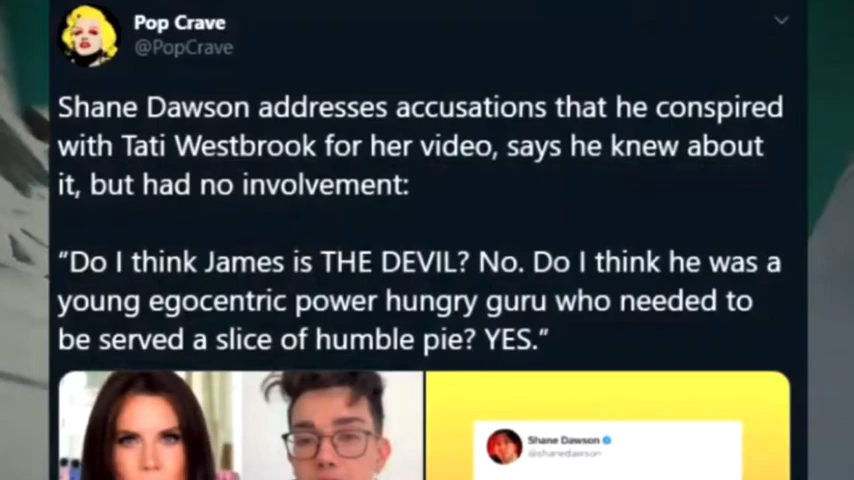 Pop Crave
@PopCrave
Shane Dawson addresses accusations that he conspired
with Tati Westbrook for her video, says he knew about
it, but had no involvement:
“Do I think James is THE DEVIL? No. Do I think he was a
young egocentric power hungry guru who needed to
be served a slice of humble pie? YES.”
Shane Dawson
@shanedawson